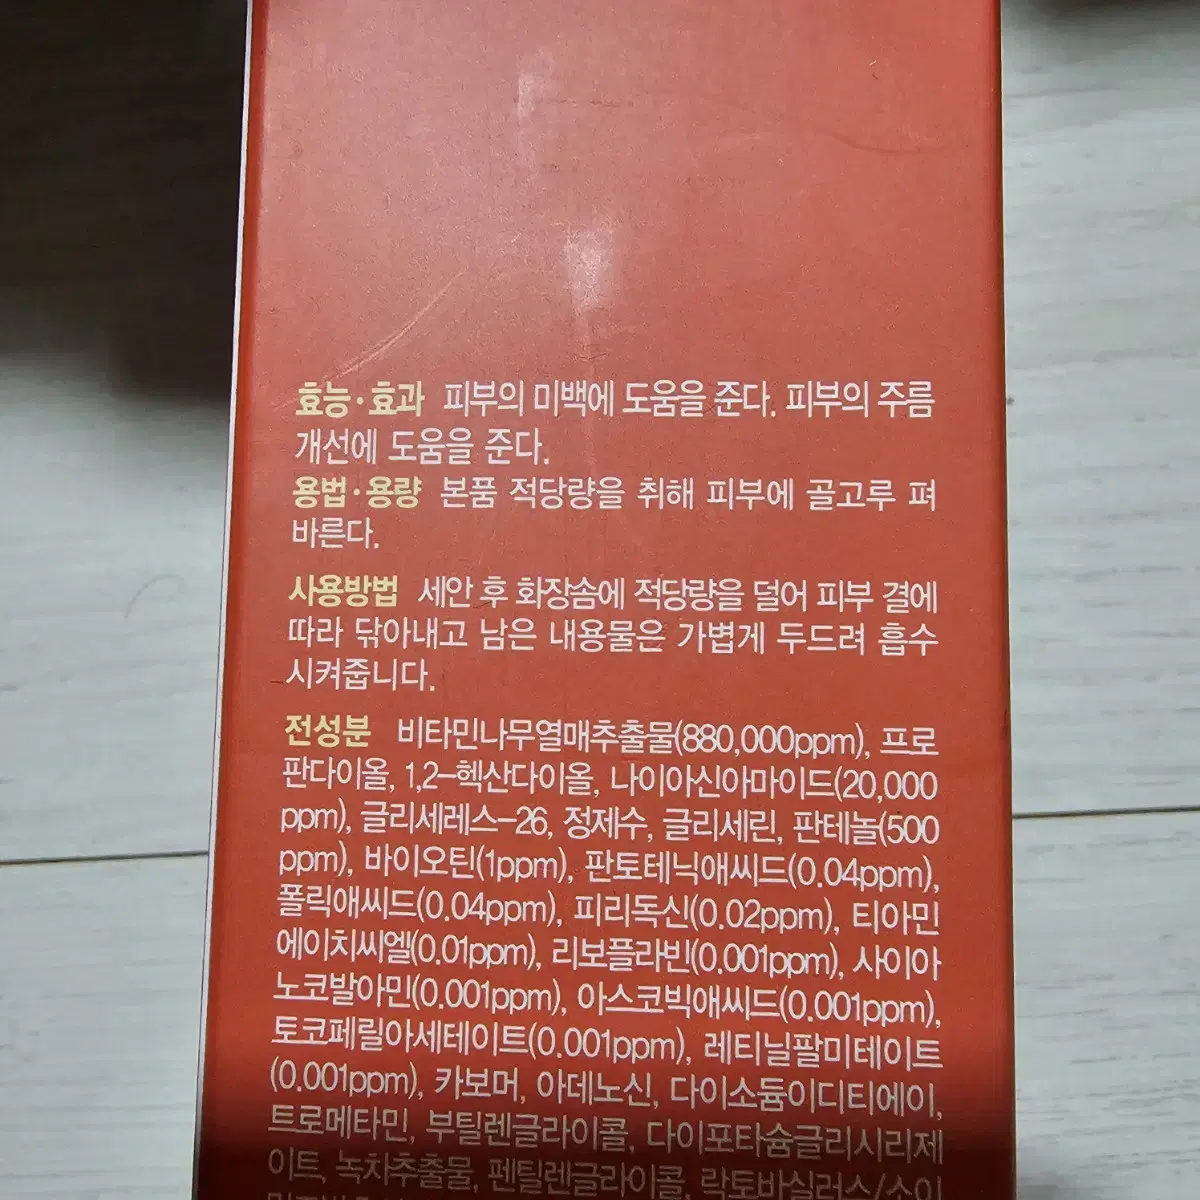 효능·효과 피부의 미백에 도움을 준다. 피부의 주름
개선에 도움을 준다.
용법·용량 본품 적당량을 취해 피부에 골고루 펴
바른다.
사용방법 세안 후 화장솜에 적당량을 덜어 피부 결에
따라 닦아내고 남은 내용물은 가볍게 두드려 흡수
시켜줍니다.
전성분 비타민나무열매추출물(880,000ppm), 프로
판다이올, 1,2-헥산다이올, 나이아신아마이드(20,000
ppm), 글리세레스-26, 정제수, 글리세린, 판테놀(500
ppm), 바이오틴(1ppm), 판토테닉애씨드(0.04ppm),
폴릭애씨드(0.04ppm), 피리독신(0.02ppm), 티아민
에이치씨엘(0.01ppm), 리보플라빈(0.001ppm), 사이아
노코발아민(0.001ppm), 아스코빅애씨드(0.001ppm),
토코페릴아세테이트(0.001ppm), 레티닐팔미테이트
(0.001ppm), 카보머, 아데노신, 다이소듐이디티에이,
트로메타민, 부틸렌글라이콜, 다이포타슘글리시리제
이트, 녹차추출물, 펜틸렌글라이콜, 락토바실러스/소이